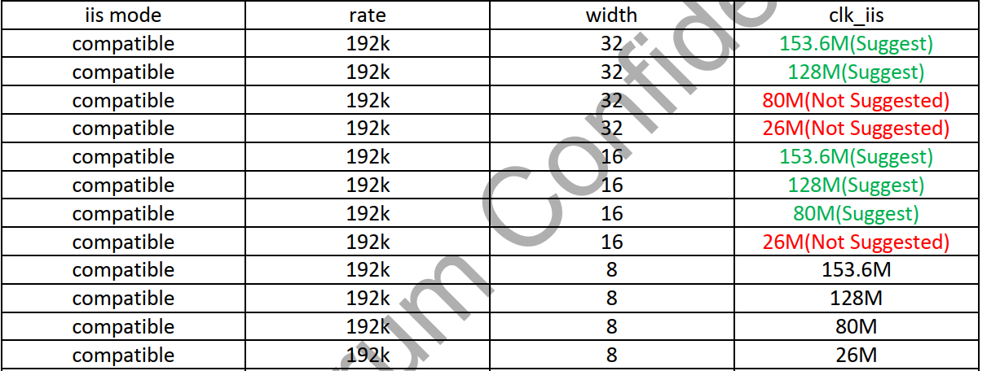 iis mode rate width clk_iis
compatible 192k 32 153.6M(Suggest)
compatible 192k 32 128M(Suggest)
compatible 192k 32 80M(Not Suggested)
compatible 192k 32 26M(Not Suggested)
compatible 192k 16 153.6M(Suggest)
compatible 192k 16 128M(Suggest)
compatible 192k 16 80M(Suggest)
compatible 192k 16 26M(Not Suggested)
compatible 192k 8 153.6M
compatible 192k 8 128M
compatible 192k 8 80M
compatible 192k 8 26M